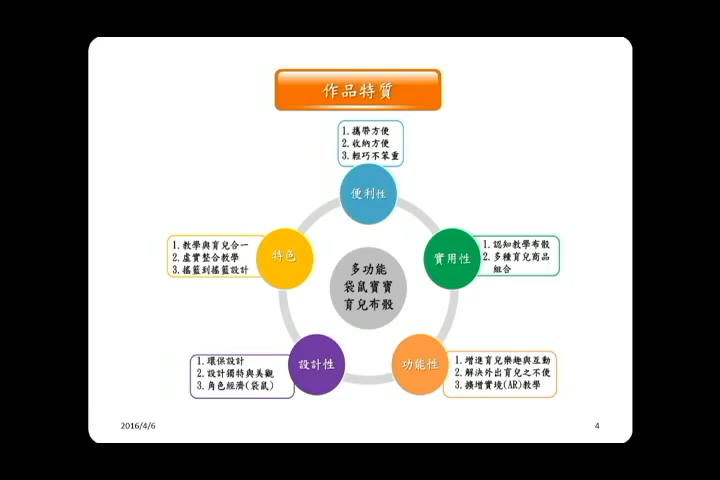 作品特質
1. 攜帶方便
2. 收納方便
3. 輕巧不笨重
便利性
1. 教學與育兒合一
2. 虛實整合教學
3. 搖籃到搖籃設計
特色
實用性
1. 認知教學布骰
2. 多種育兒商品
組合
多功能
袋鼠寶寶
育兒布骰
1. 環保設計
2. 設計獨特與美觀
3. 角色經濟(袋鼠)
設計性
功能性
1. 增進育兒樂趣與互動
2. 解決外出育兒之不便
3. 擴增實境(AR)教學
2016/4/6
4